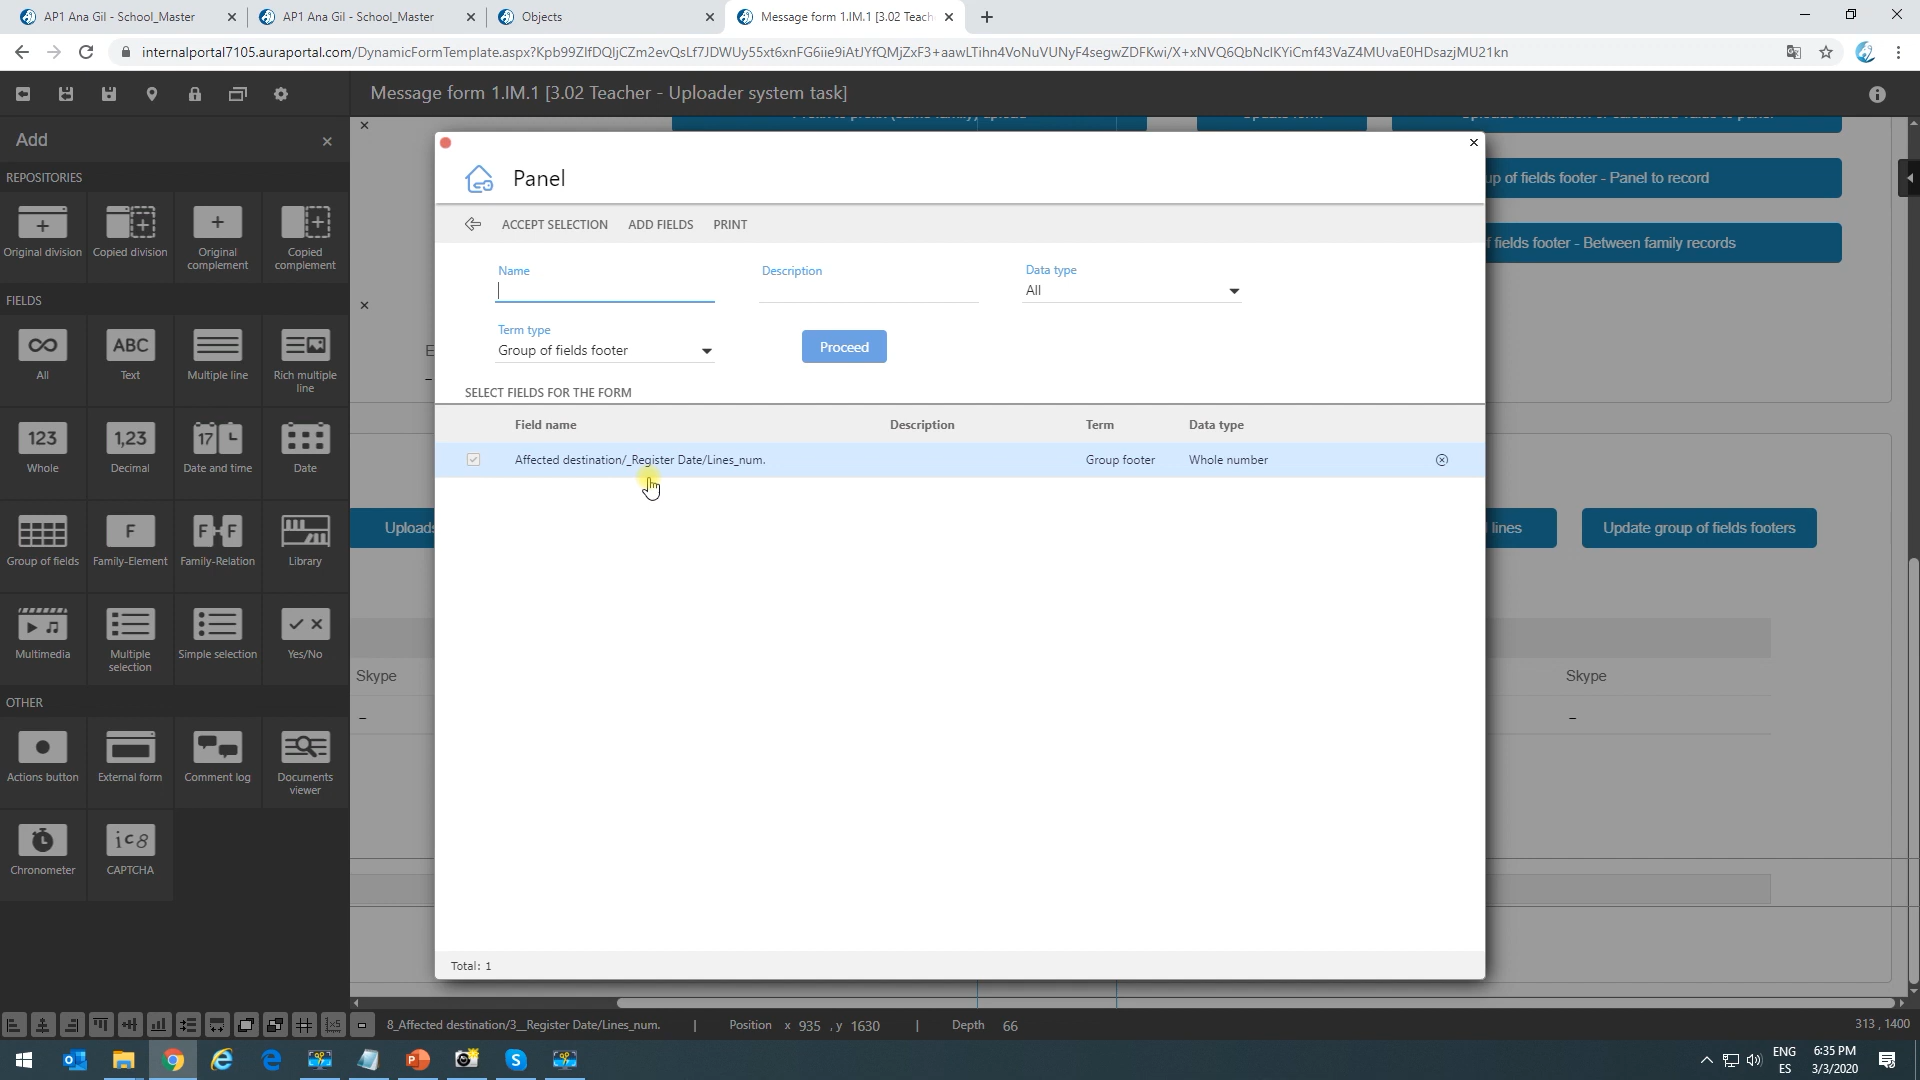 AP1 Ana Gil - School_Master
AP1 Ana Gil - School_Master
Objects
Message form 1.IM.1 [3.02 Teach
internalportal7105.auraportal.com/DynamicFormTemplate.aspx?Kpb99ZIfDQIjCZm2evQsLf7JDWUy55xt6xnFG6iie9iAtJYfQMjZxF3+aawLTihn4VoNuVUNyF4segwZDFKwi/X+xNVQ6QbNclKYiCmf43VaZ4MUvaE0HDsazjMU21kn
Message form 1.IM.1 [3.02 Teacher - Uploader system task]
Add
REPOSITORIES
Original division
Copied division
Original complement
Copied complement
FIELDS
All
ABC
Text
Multiple line
Rich multiple line
123
Whole
1,23
Decimal
17
Date and time
Date
Group of fields
F
Family-Element
F F
Family-Relation
Library
Multimedia
Multiple selection
Simple selection
Yes/No
OTHER
Actions button
External form
Comment log
Documents viewer
Chronometer
ic8
CAPTCHA
Panel
ACCEPT SELECTION
ADD FIELDS
PRINT
Name
Description
Data type
All
Term type
Group of fields footer
Proceed
SELECT FIELDS FOR THE FORM
Field name
Description
Term
Data type
Affected destination/_Register Date/Lines_num.
Group footer
Whole number
Total: 1
up of fields footer - Panel to record
f fields footer - Between family records
E
–
Uploads
lines
Update group of fields footers
Skype
–
Skype
–
8_Affected destination/3__Register Date/Lines_num.
|
Position x 935 ,y 1630
|
Depth 66
313 , 1400
ENG
ES
6:35 PM
3/3/2020